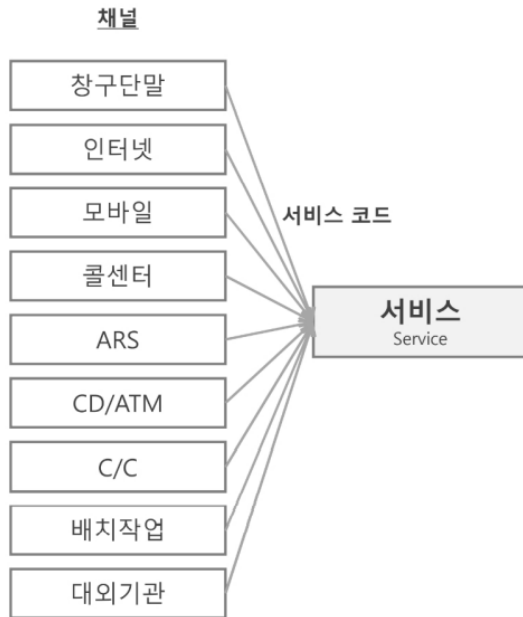 채널
창구단말
인터넷
모바일
서비스 코드
콜센터
서비스
Service
ARS
CD/ATM
C/C
배치작업
대외기관